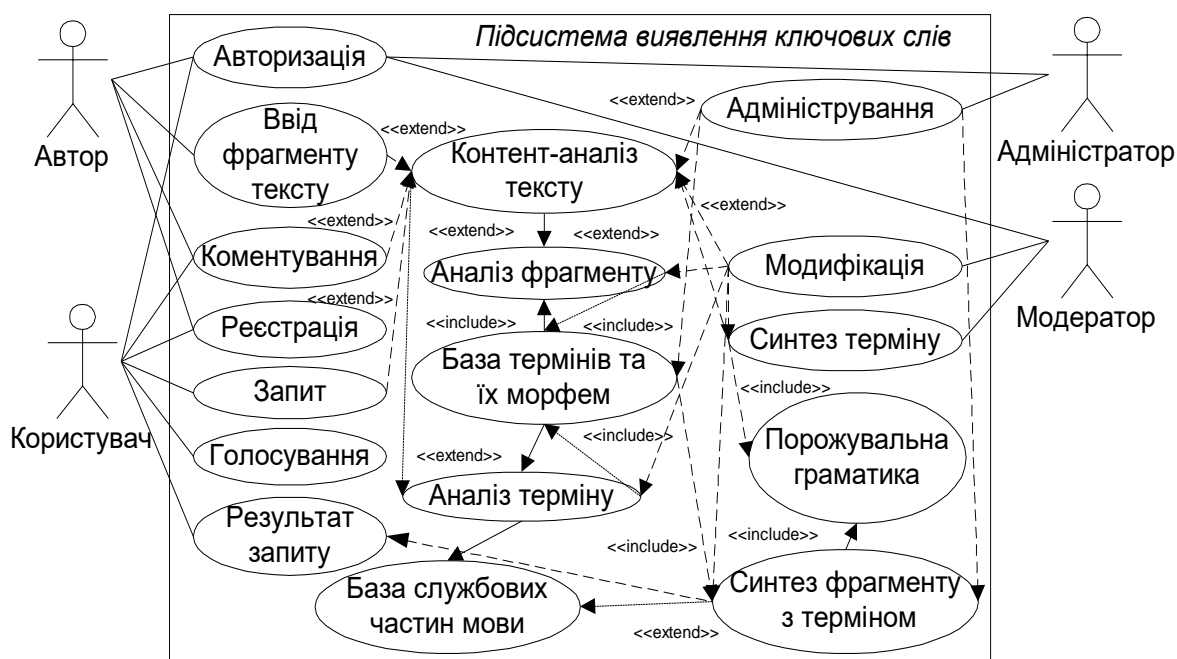 Підсистема виявлення ключових слів
Авторизація
<<extend>>
Адміністрування
Автор
Ввід
фрагменту
тексту
<<extend>>
Контент-аналіз
тексту
Адміністратор
<<extend>>
<<extend>>
<<extend>>
<<extend>>
Коментування
Аналіз фрагменту
Модифікація
<<extend>>
Реєстрація
<<include>>
<<include>>
Синтез терміну
Модератор
База термінів та
їх морфем
Запит
<<include>>
Користувач
Голосування
<<extend>>
<<include>>
Порожувальна
граматика
Аналіз терміну
Результат
запиту
<<include>>
<<include>>
База службових
частин мови
Синтез фрагменту
з терміном
<<extend>>